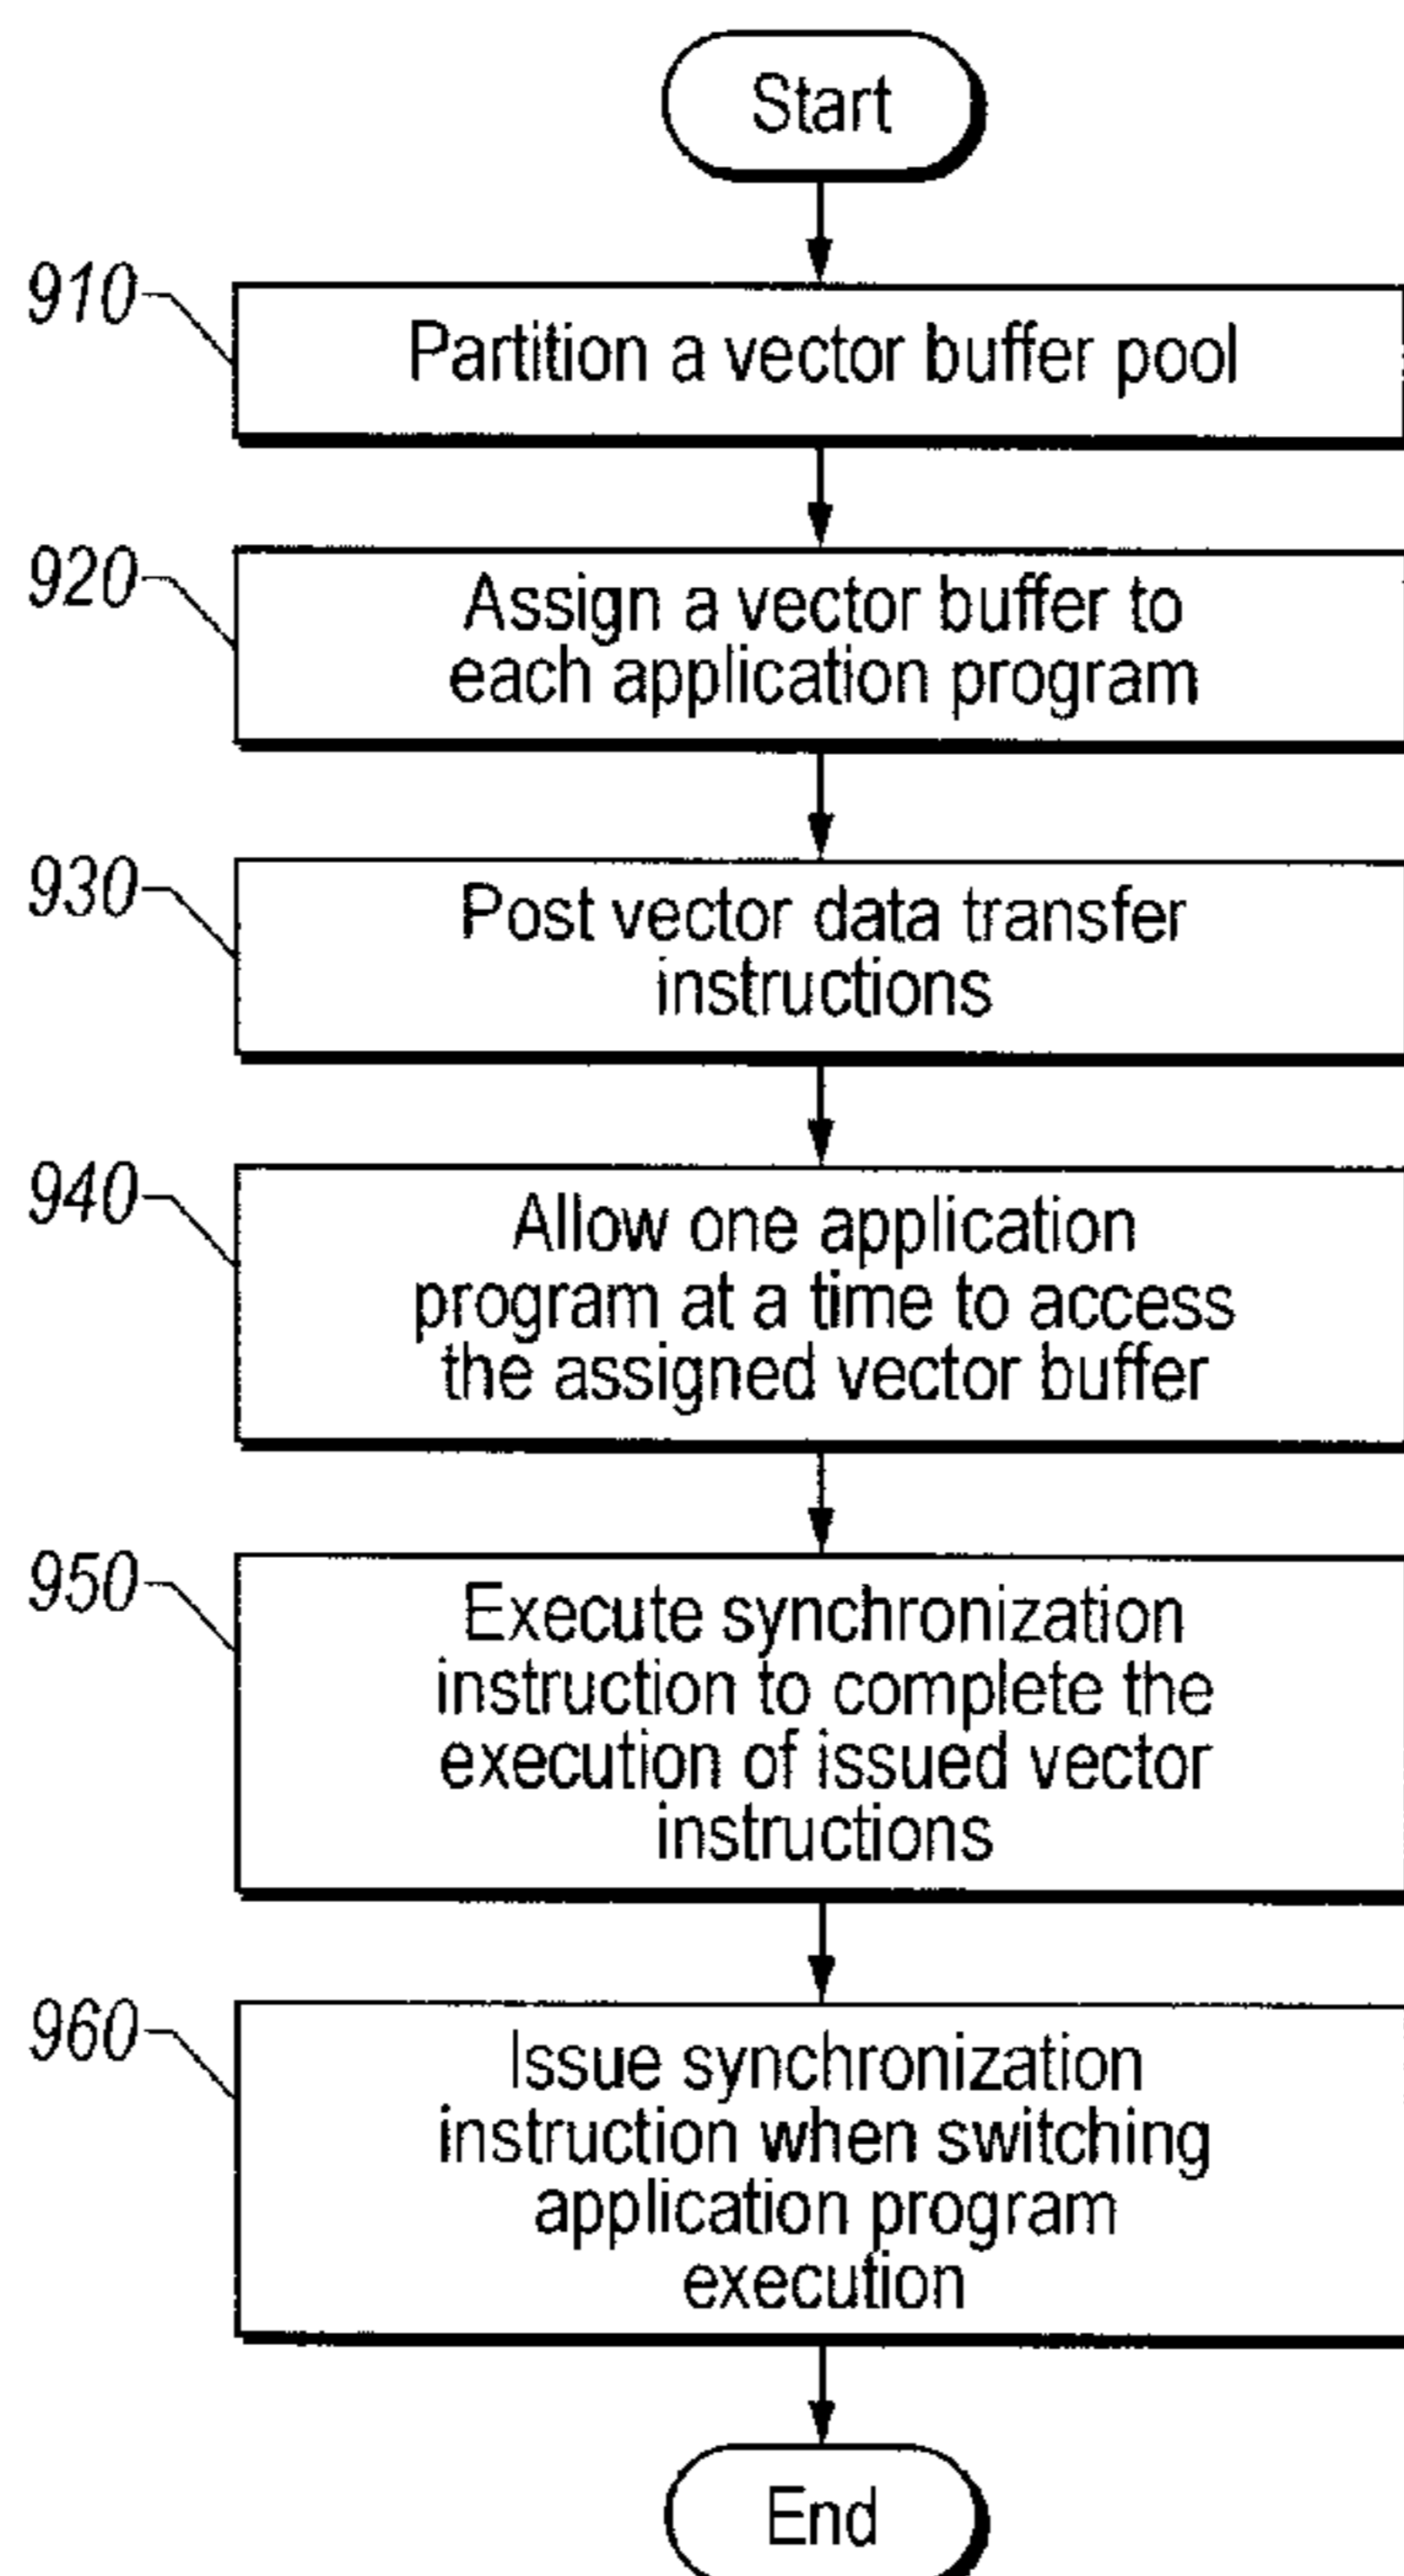 Start
910
Partition a vector buffer pool
920
Assign a vector buffer to
each application program
930
Post vector data transfer
instructions
940
Allow one application
program at a time to access
the assigned vector buffer
950
Execute synchronization
instruction to complete the
execution of issued vector
instructions
960
Issue synchronization
instruction when switching
application program
execution
End